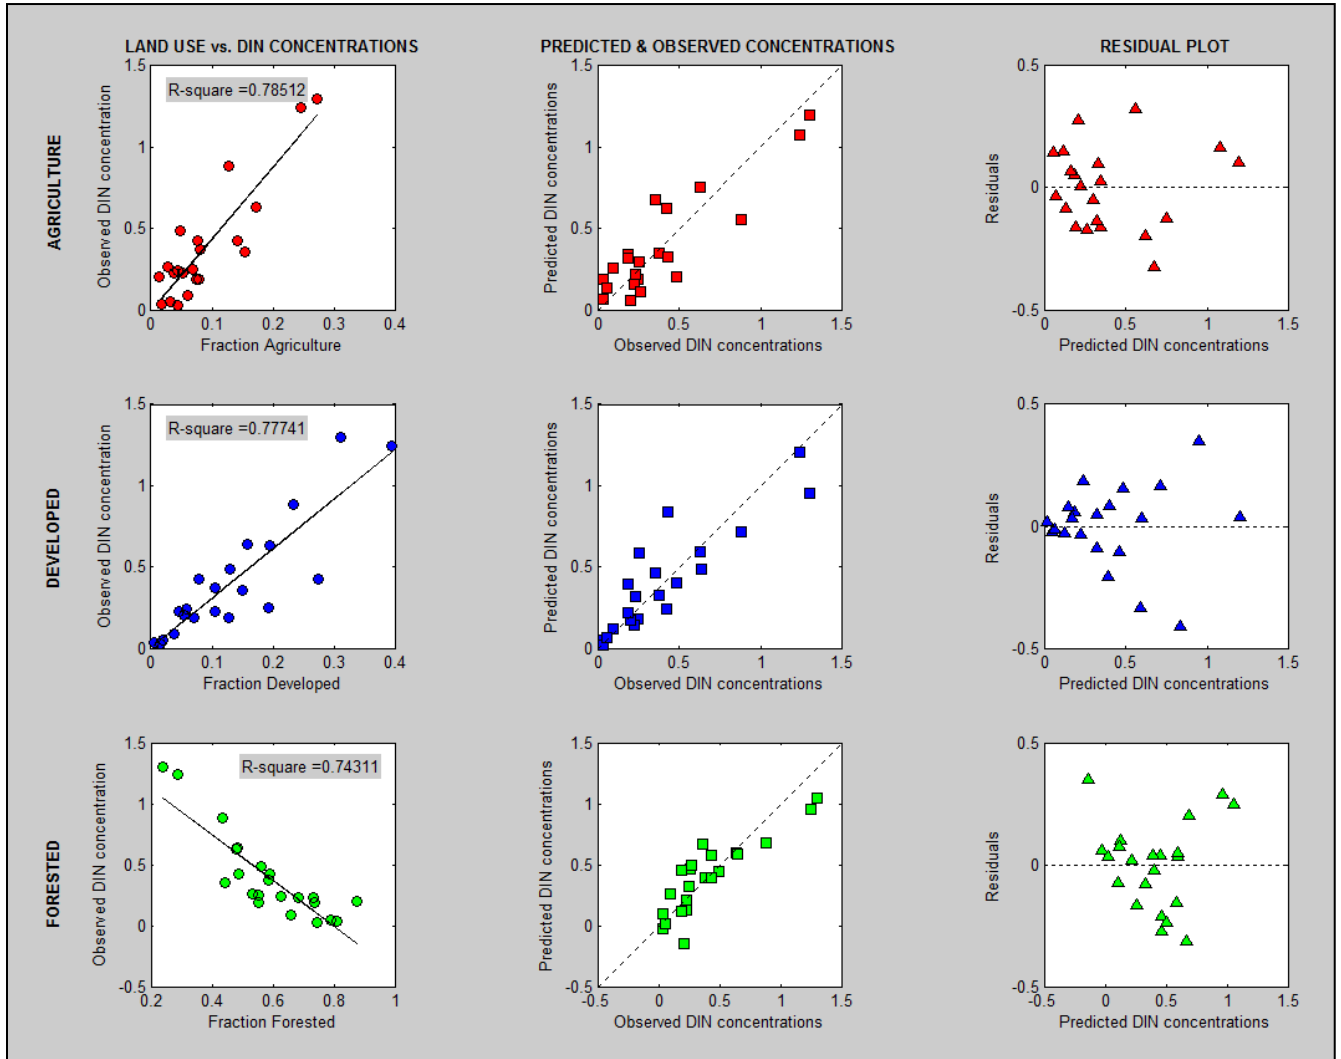 LAND USE vs. DIN CONCENTRATIONS
PREDICTED & OBSERVED CONCENTRATIONS
RESIDUAL PLOT
AGRICULTURE
Observed DIN concentrations
1.5
1
0.5
0
R-square =0.78512
0 0.1 0.2 0.3 0.4
Fraction Agriculture
Predicted DIN concentrations
1.5
1
0.5
0
0 0.5 1 1.5
Observed DIN concentrations
Residuals
0.5
0
-0.5
0 0.5 1 1.5
Predicted DIN concentrations
DEVELOPED
Observed DIN concentration
1.5
1
0.5
0
R-square =0.77741
0 0.1 0.2 0.3 0.4
Fraction Developed
Predicted DIN concentrations
1.5
1
0.5
0
0 0.5 1 1.5
Observed DIN concentrations
Residuals
0.5
0
-0.5
0 0.5 1 1.5
Predicted DIN concentrations
FORESTED
Observed DIN concentration
1.5
1
0.5
0
-0.5
R-square =0.74311
0.2 0.4 0.6 0.8 1
Fraction Forested
Predicted DIN concentrations
1.5
1
0.5
0
-0.5
-0.5 0 0.5 1 1.5
Observed DIN concentrations
Residuals
0.5
0
-0.5
-0.5 0 0.5 1 1.5
Predicted DIN concentrations